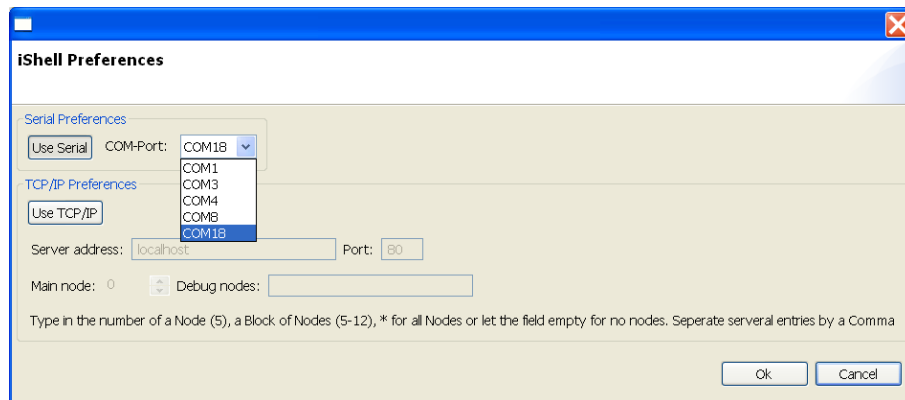 iShell Preferences
Serial Preferences
Use Serial COM-Port: COM18
COM1
COM3
COM4
COM8
COM18
TCP/IP Preferences
Use TCP/IP
Server address: localhost Port: 80
Main node: 0 Debug nodes:
Type in the number of a Node (5), a Block of Nodes (5-12), * for all Nodes or let the field empty for no nodes. Seperate serveral entries by a Comma
Ok Cancel